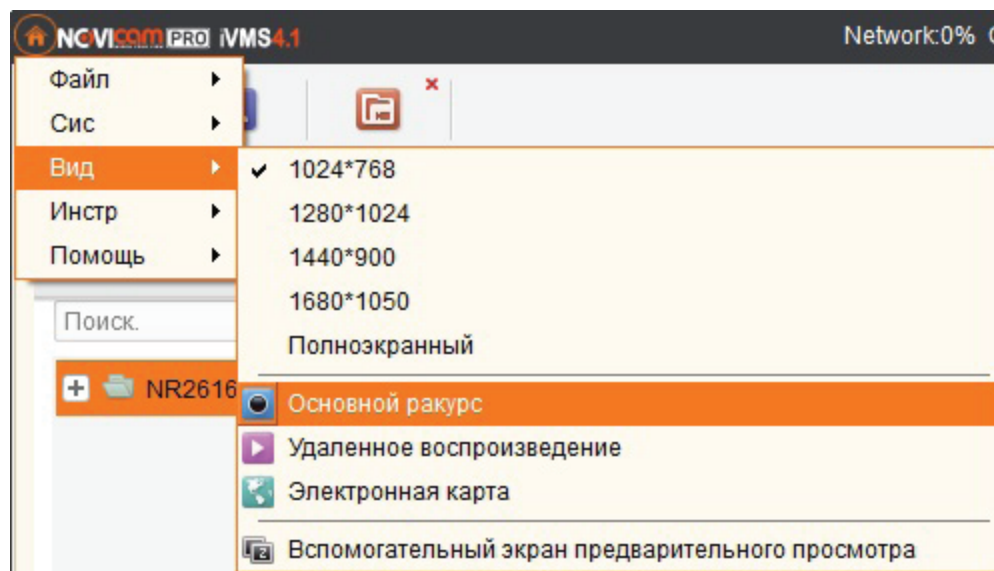 NOVICAM PRO iVMS4.1
Network:0%
Файл
Сис
Вид
Инстр
Помощь
1024*768
1280*1024
1440*900
1680*1050
Полноэкранный
Поиск.
NR2616
Основной ракурс
Удаленное воспроизведение
Электронная карта
2
Вспомогательный экран предварительного просмотра